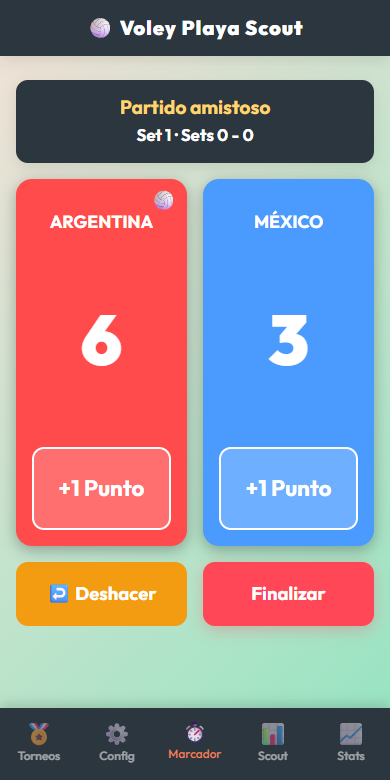 Voley Playa Scout
Partido amistoso
Set 1 · Sets 0 - 0
ARGENTINA
6
+1 Punto
MÉXICO
3
+1 Punto
Deshacer
Finalizar
Torneos
Config
Marcador
Scout
Stats